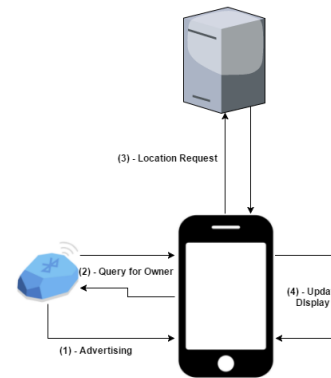 (3) - Location Request
(2) - Query for Owner
(4) - Upda
Display
(1) - Advertising